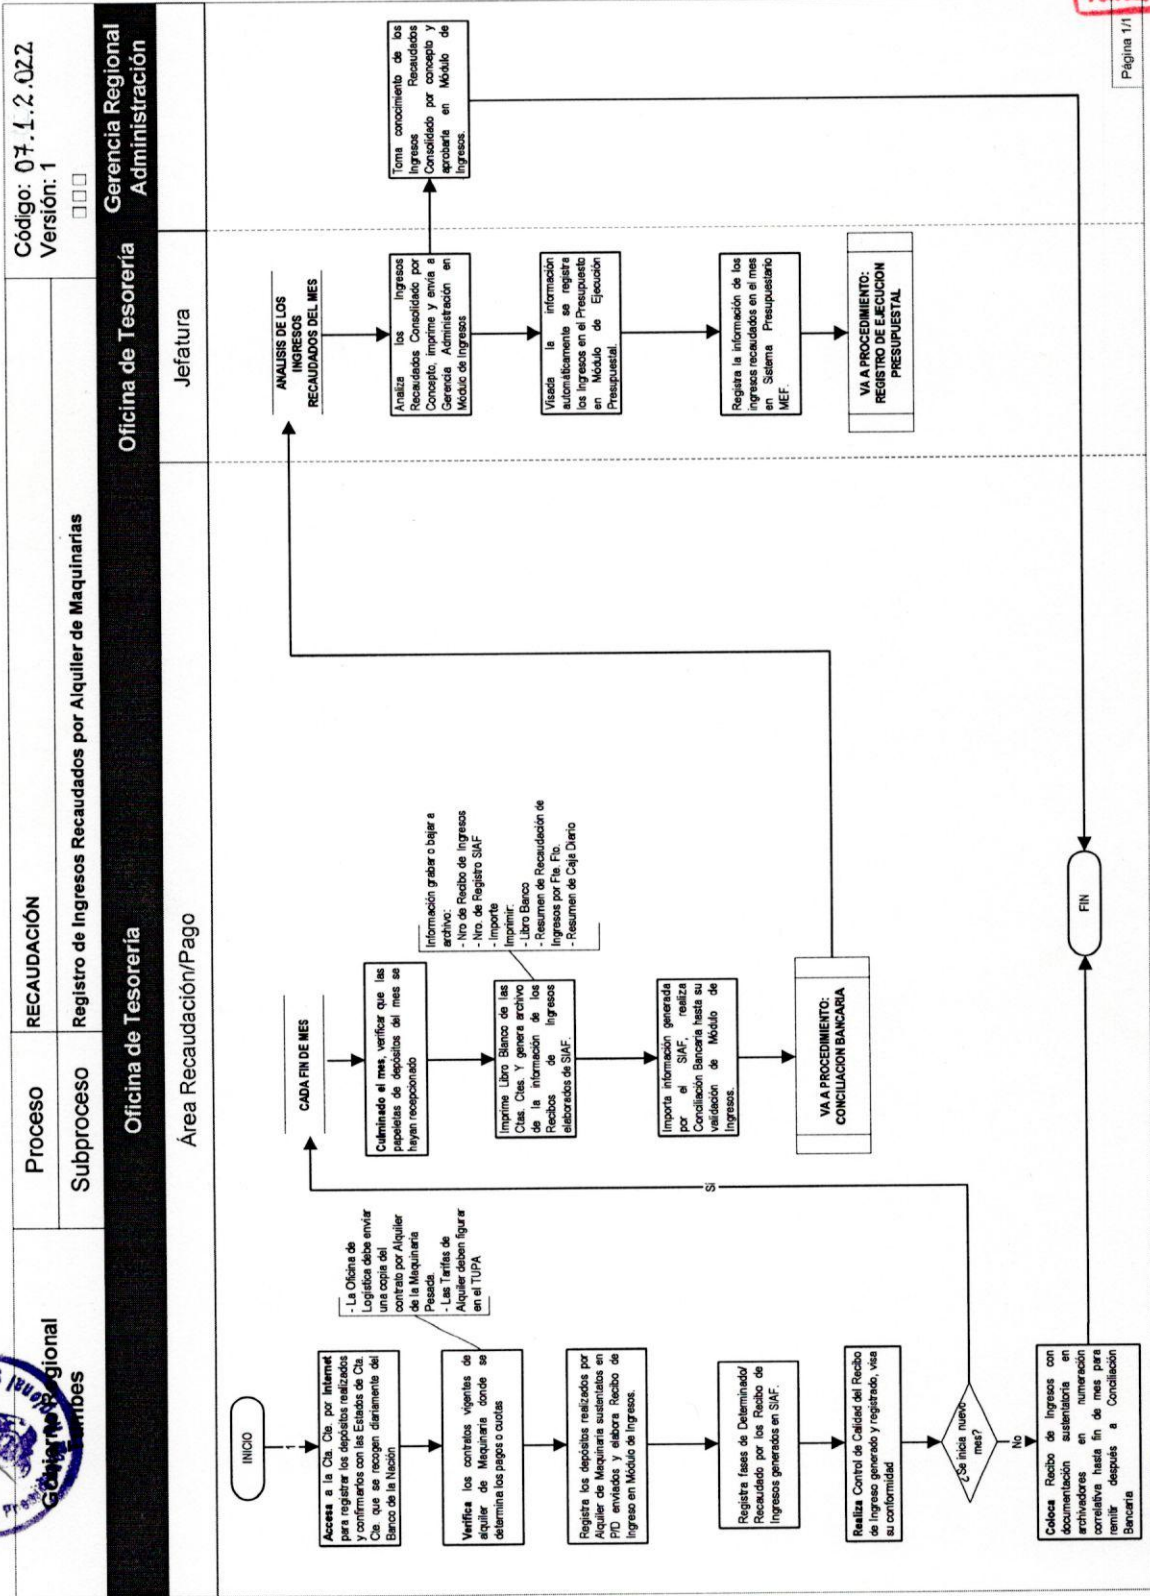 Gobierno Regional
Tumbes
Proceso
RECAUDACIÓN
Subproceso
Registro de Ingresos Recaudados por Alquiler de Maquinarias
Código: 07.1.2.022
Versión: 1
Oficina de Tesorería
Oficina de Tesorería
Gerencia Regional
Administración
Área Recaudación/Pago
Jefatura
INICIO
Accesa a la Cta. Cte. por Internet
para registrar los depósitos realizados
y confirmarlos con las Estados de Cta.
Cte. que se recogen diariamente del
Banco de la Nación
- La Oficina de
Logística debe enviar
una copia del
contrato por Alquiler
de la Maquinaria
Pesada.
- Las Tarifas de
Alquiler deben figurar
en el TUPA
Verifica los contratos vigentes de
alquiler de Maquinaria donde se
determina los pagos o cuotas
Registra los depósitos realizados por
Alquiler de Maquinaria sustentatos en
P/D enviados y elabora Recibo de
Ingreso en Módulo de Ingresos.
Registra fases de Determinado/
Recaudado por los Recibo de
Ingresos generados en SIAF.
Realiza Control de Calidad del Recibo
de Ingreso generado y registrado, visa
su conformidad
¿Se inicia nuevo
mes?
Sí
No
Coloca Recibo de Ingresos con
documentación sustentatoria en
archivadores en numeración
correlativa hasta fin de mes para
remitir después a Conciliación
Bancaria
CADA FIN DE MES
Culminado el mes, verificar que las
papeletas de depósitos del mes se
hayan recepcionado
Imprime Libro Blanco de las
Ctas. Ctes. Y genera archivo
de la información de los
Recibos de Ingresos
elaborados de SIAF.
Información grabar o bajar a
archivo:
- Nro de Recibo de Ingresos
- Nro. de Registro SIAF
- Importe
Imprimir:
- Libro Banco
- Resumen de Recaudación de
Ingresos por Fte. Fto.
- Resumen de Caja Diario
Importa información generada
por el SIAF, realiza
Conciliación Bancaria hasta su
validación de Módulo de
Ingresos.
VA A PROCEDIMIENTO:
CONCILIACION BANCARIA
ANALISIS DE LOS
INGRESOS
RECAUDADOS DEL MES
Analiza los Ingresos
Recaudados Consolidado por
Concepto, imprime y envía a
Gerencia Administración en
Módulo de Ingresos
Visada la información
automáticamente se registra
los Ingresos en el Presupuesto
en Módulo de Ejecución
Presupuestal.
Registra la información de los
ingresos recaudados en el mes
en Sistema Presupuestario
MEF.
VA A PROCEDIMIENTO:
REGISTRO DE EJECUCION
PRESUPUESTAL
Toma conocimiento de los
Ingresos Recaudados
Consolidado por concepto y
aprobarla en Módulo de
Ingresos.
FIN
Página 1/1